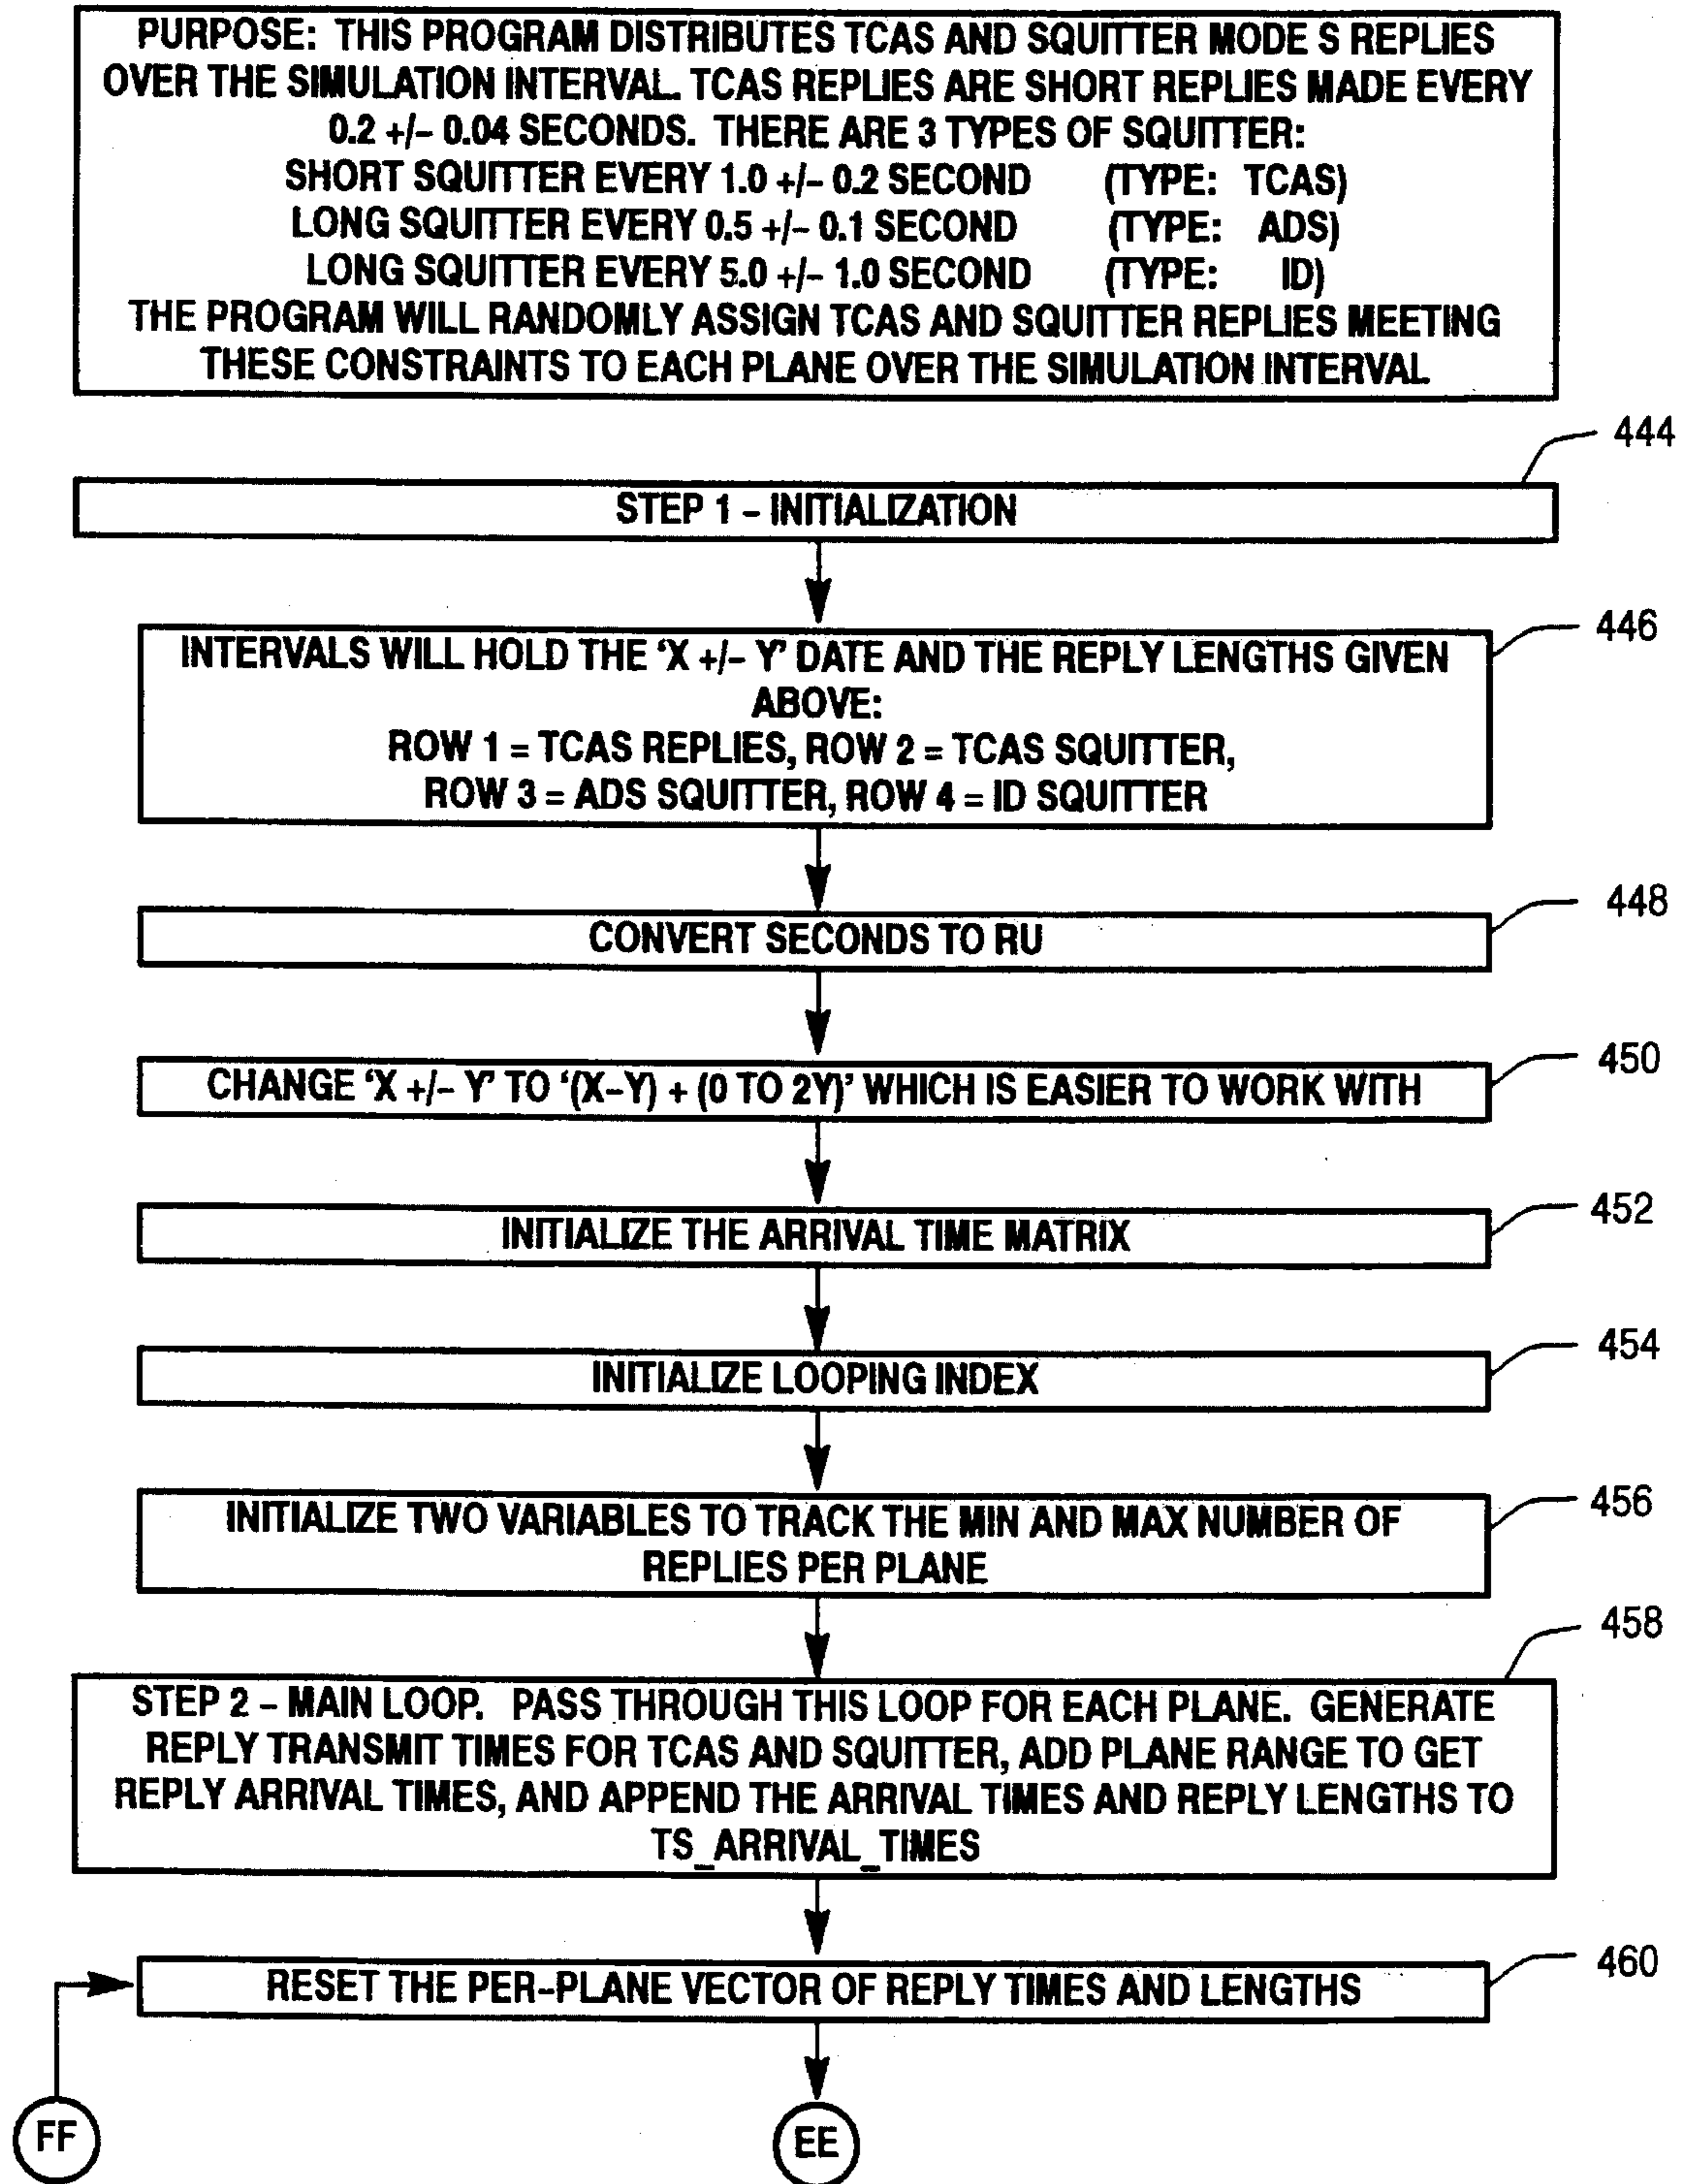 PURPOSE: THIS PROGRAM DISTRIBUTES TCAS AND SQUITTER MODE S REPLIES
OVER THE SIMULATION INTERVAL. TCAS REPLIES ARE SHORT REPLIES MADE EVERY
0.2 +/- 0.04 SECONDS. THERE ARE 3 TYPES OF SQUITTER:
SHORT SQUITTER EVERY 1.0 +/- 0.2 SECOND (TYPE: TCAS)
LONG SQUITTER EVERY 0.5 +/- 0.1 SECOND (TYPE: ADS)
LONG SQUITTER EVERY 5.0 +/- 1.0 SECOND (TYPE: ID)
THE PROGRAM WILL RANDOMLY ASSIGN TCAS AND SQUITTER REPLIES MEETING
THESE CONSTRAINTS TO EACH PLANE OVER THE SIMULATION INTERVAL
444
STEP 1 - INITIALIZATION
446
INTERVALS WILL HOLD THE 'X +/- Y' DATE AND THE REPLY LENGTHS GIVEN
ABOVE:
ROW 1 = TCAS REPLIES, ROW 2 = TCAS SQUITTER,
ROW 3 = ADS SQUITTER, ROW 4 = ID SQUITTER
448
CONVERT SECONDS TO RU
450
CHANGE 'X +/- Y' TO '(X-Y) + (0 TO 2Y)' WHICH IS EASIER TO WORK WITH
452
INITIALIZE THE ARRIVAL TIME MATRIX
454
INITIALIZE LOOPING INDEX
456
INITIALIZE TWO VARIABLES TO TRACK THE MIN AND MAX NUMBER OF
REPLIES PER PLANE
458
STEP 2 - MAIN LOOP. PASS THROUGH THIS LOOP FOR EACH PLANE. GENERATE
REPLY TRANSMIT TIMES FOR TCAS AND SQUITTER, ADD PLANE RANGE TO GET
REPLY ARRIVAL TIMES, AND APPEND THE ARRIVAL TIMES AND REPLY LENGTHS TO
TS_ARRIVAL_TIMES
460
RESET THE PER-PLANE VECTOR OF REPLY TIMES AND LENGTHS
FF
EE